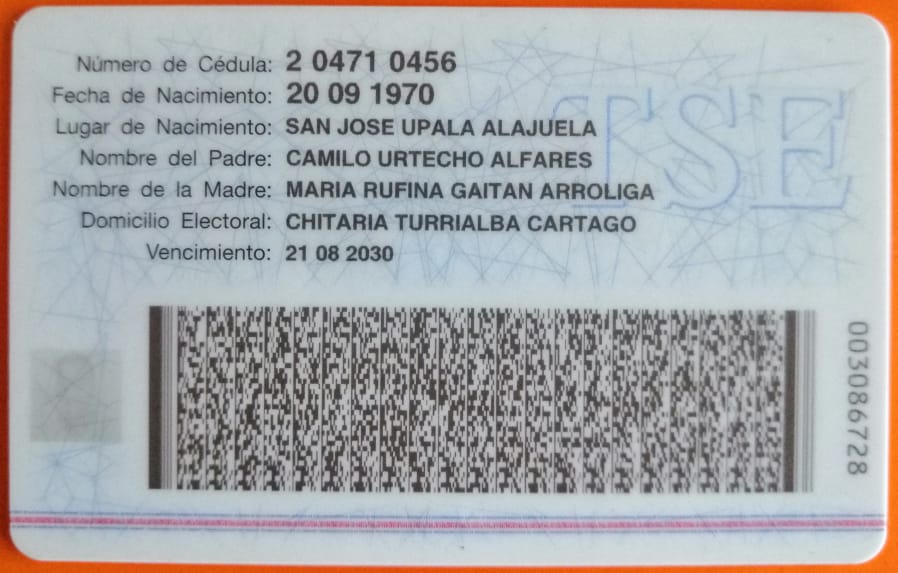 Número de Cédula: 2 0471 0456
Fecha de Nacimiento: 20 09 1970
Lugar de Nacimiento: SAN JOSE UPALA ALAJUELA
Nombre del Padre: CAMILO URTECHO ALFARES
Nombre de la Madre: MARIA RUFINA GAITAN ARROLIGA
Domicilio Electoral: CHITARIA TURRIALBA CARTAGO
Vencimiento: 21 08 2030
TSE
003086728